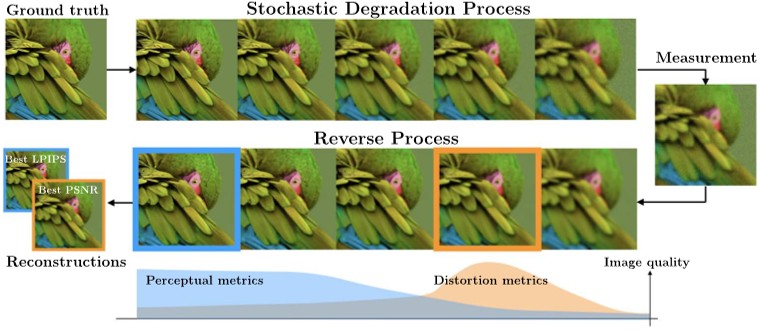 Ground truth
Stochastic Degradation Process
Measurement
Reverse Process
Best LPIPS
Best PSNR
Reconstructions
Image quality
Perceptual metrics
Distortion metrics